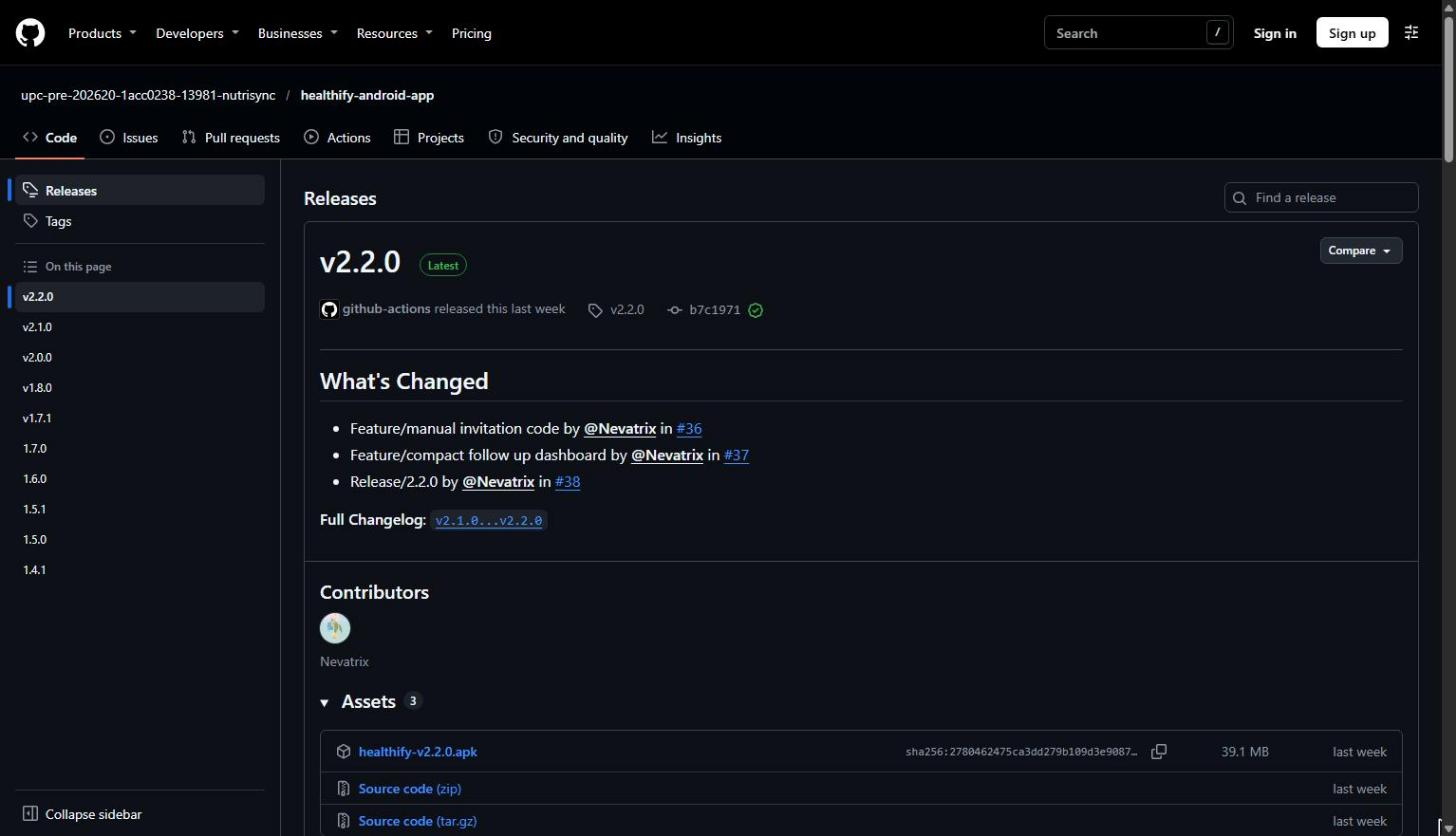 Products Developers Businesses Resources Pricing Search / Sign in Sign up
upc-pre-202620-1acc0238-13981-nutrisync / healthify-android-app
Code Issues Pull requests Actions Projects Security and quality Insights
Releases
Tags
On this page
v2.2.0
v2.1.0
v2.0.0
v1.8.0
v1.7.1
1.7.0
1.6.0
1.5.1
1.5.0
1.4.1
Collapse sidebar
Releases
Find a release
v2.2.0 Latest
Compare
github-actions released this last week v2.2.0 b7c1971
What's Changed
Feature/manual invitation code by @Nevatrix in #36
Feature/compact follow up dashboard by @Nevatrix in #37
Release/2.2.0 by @Nevatrix in #38
Full Changelog: v2.1.0...v2.2.0
Contributors
Nevatrix
Assets 3
healthify-v2.2.0.apk sha256:2780462475ca3dd279b109d3e9087… 39.1 MB last week
Source code (zip) last week
Source code (tar.gz) last week